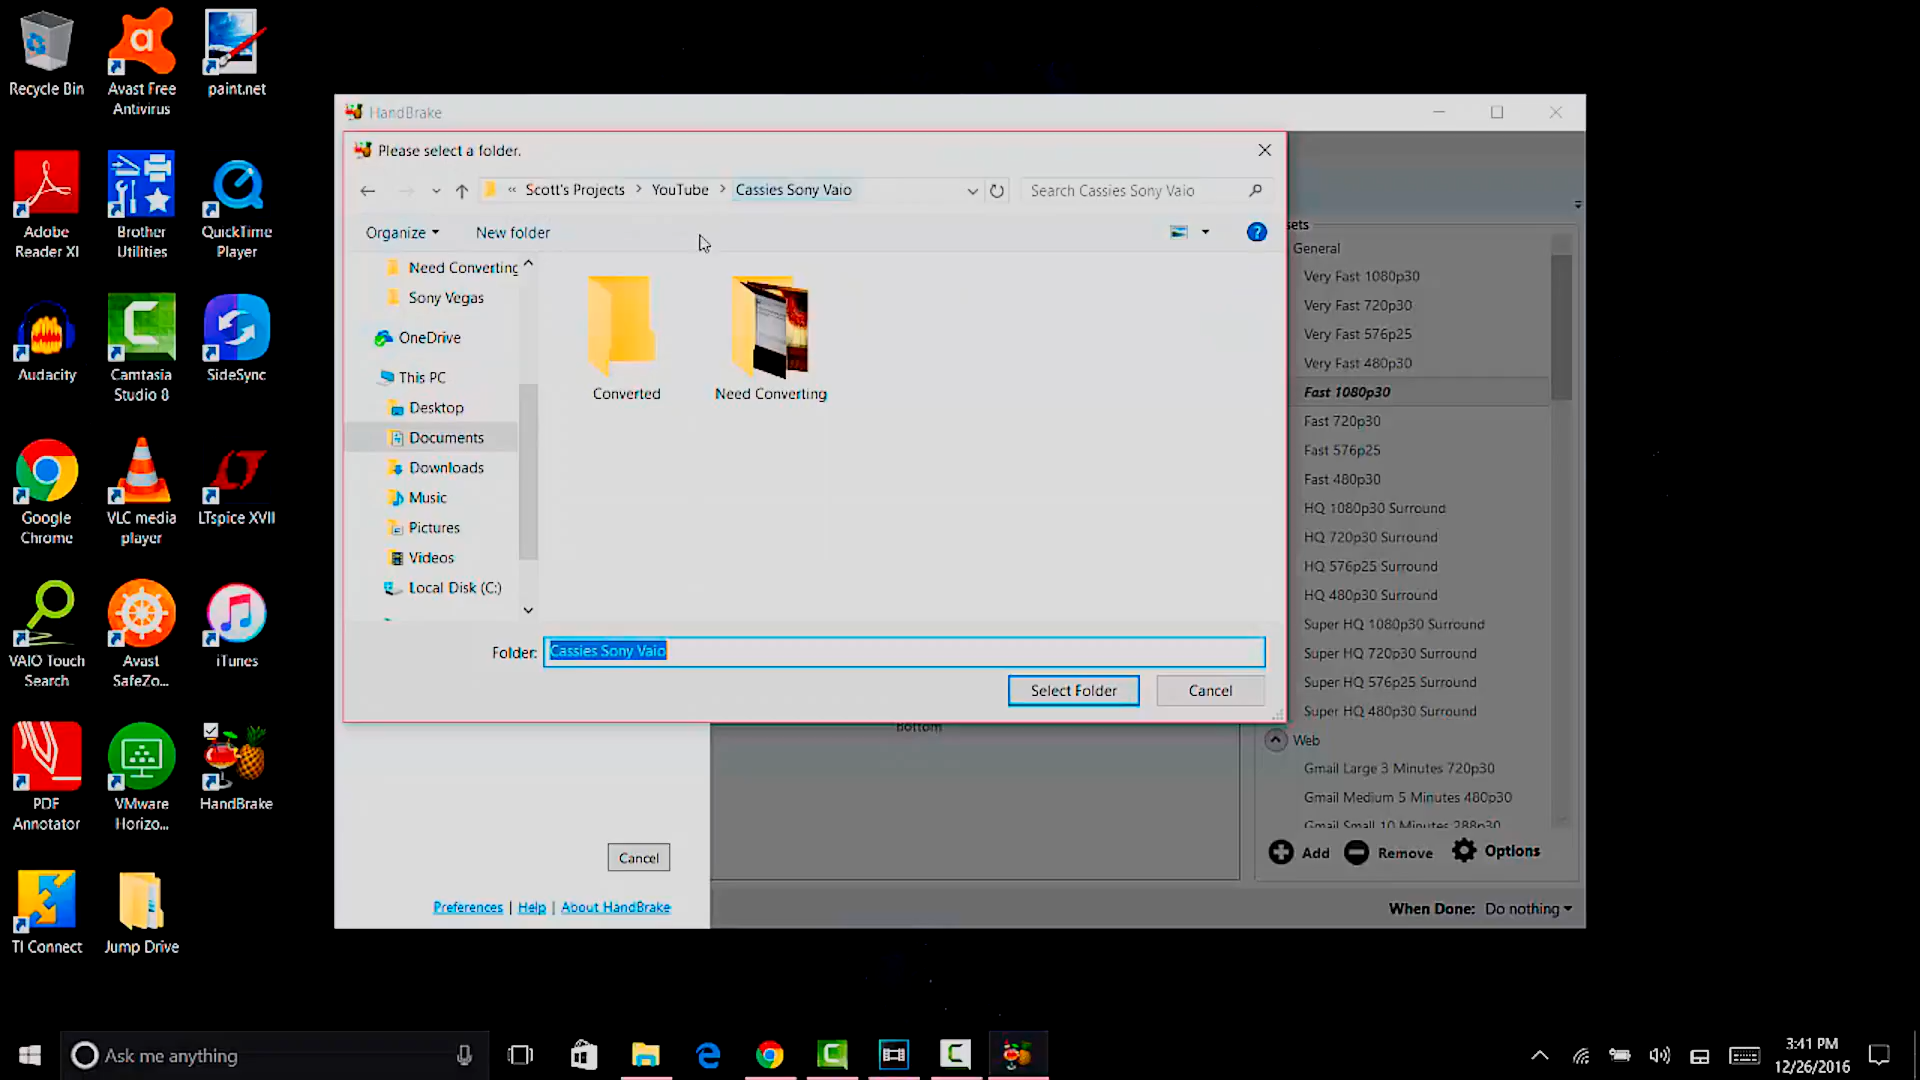 Recycle Bin
Avast Free
Antivirus
paint.net
Adobe
Reader XI
Brother
Utilities
QuickTime
Player
Audacity
Camtasia
Studio 8
SideSync
Google
Chrome
VLC media
player
LTspice XVII
VAIO Touch
Search
Avast
SafeZo...
iTunes
PDF
Annotator
VMware
Horizo...
HandBrake
TI Connect
Jump Drive
HandBrake
Please select a folder.
« Scott's Projects > YouTube > Cassies Sony Vaio
Search Cassies Sony Vaio
Organize
New folder
Need Converting
Sony Vegas
OneDrive
This PC
Desktop
Documents
Downloads
Music
Pictures
Videos
Local Disk (C:)
Converted
Need Converting
Folder: Cassies Sony Vaio
Select Folder
Cancel
Bottom
Cancel
Preferences | Help | About HandBrake
sets
General
Very Fast 1080p30
Very Fast 720p30
Very Fast 576p25
Very Fast 480p30
Fast 1080p30
Fast 720p30
Fast 576p25
Fast 480p30
HQ 1080p30 Surround
HQ 720p30 Surround
HQ 576p25 Surround
HQ 480p30 Surround
Super HQ 1080p30 Surround
Super HQ 720p30 Surround
Super HQ 576p25 Surround
Super HQ 480p30 Surround
Web
Gmail Large 3 Minutes 720p30
Gmail Medium 5 Minutes 480p30
Gmail Small 10 Minutes 288p30
Add
Remove
Options
When Done: Do nothing
Ask me anything
3:41 PM
12/26/2016